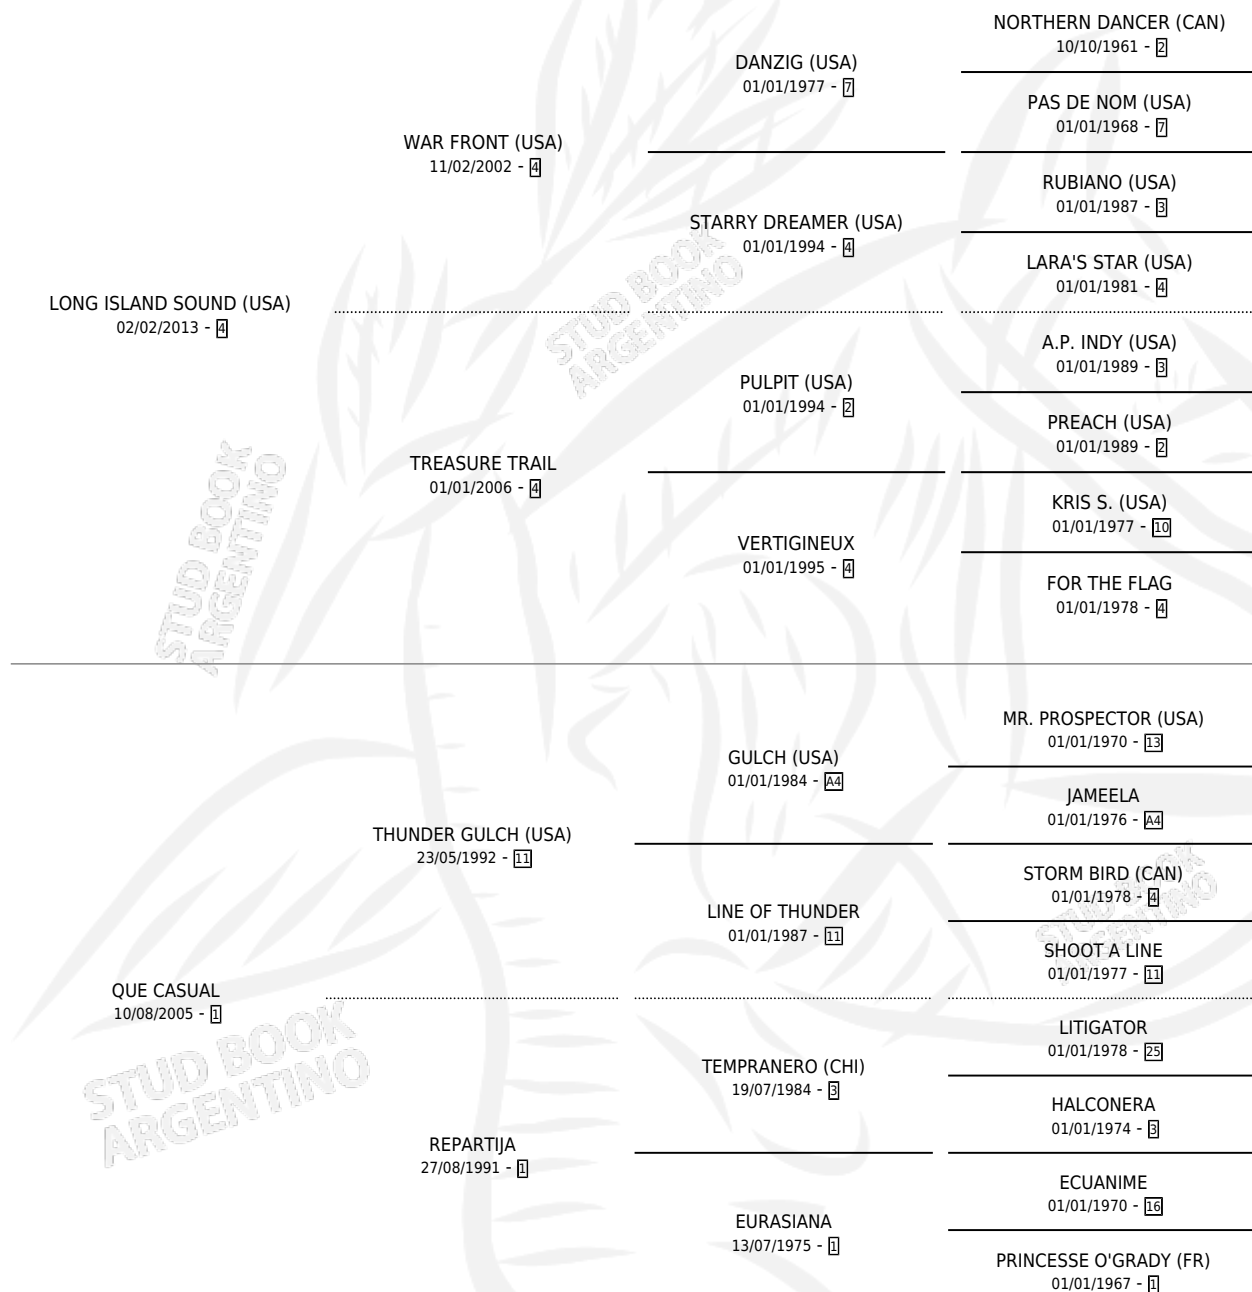 NORTHERN DANCER (CAN)
10/10/1961 - 2
DANZIG (USA)
01/01/1977 - 7
PAS DE NOM (USA)
01/01/1968 - 7
WAR FRONT (USA)
11/02/2002 - 4
RUBIANO (USA)
01/01/1987 - 3
STARRY DREAMER (USA)
01/01/1994 - 4
LARA'S STAR (USA)
01/01/1981 - 4
LONG ISLAND SOUND (USA)
02/02/2013 - 4
A.P. INDY (USA)
01/01/1989 - 3
PULPIT (USA)
01/01/1994 - 2
PREACH (USA)
01/01/1989 - 2
TREASURE TRAIL
01/01/2006 - 4
KRIS S. (USA)
01/01/1977 - 10
VERTIGINEUX
01/01/1995 - 4
FOR THE FLAG
01/01/1978 - 4
MR. PROSPECTOR (USA)
01/01/1970 - 13
GULCH (USA)
01/01/1984 - A4
JAMEELA
01/01/1976 - A4
THUNDER GULCH (USA)
23/05/1992 - 11
STORM BIRD (CAN)
01/01/1978 - 4
LINE OF THUNDER
01/01/1987 - 11
SHOOT A LINE
01/01/1977 - 11
QUE CASUAL
10/08/2005 - 1
LITIGATOR
01/01/1978 - 25
TEMPRANERO (CHI)
19/07/1984 - 3
HALCONERA
01/01/1974 - 3
REPARTIJA
27/08/1991 - 1
ECUANIME
01/01/1970 - 16
EURASIANA
13/07/1975 - 1
PRINCESSE O'GRADY (FR)
01/01/1967 - 1
STUD BOOK
ARGENTINO
STUD BOOK
ARGENTINO
STUD BOOK
ARGENTINO
STUD BOOK
ARGENTINO